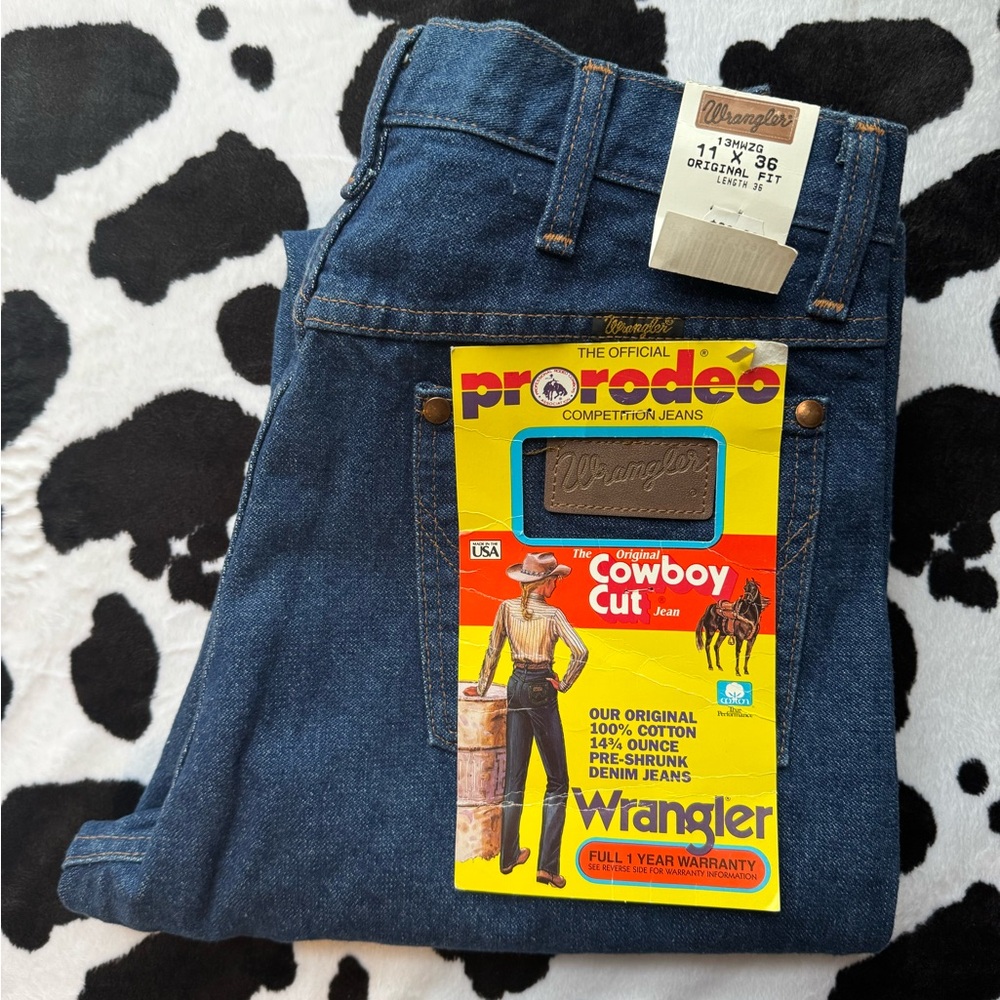 Wrangler®
13MWZG
11 X 36
ORIGINAL FIT
LENGTH 36
Wrangler®
THE OFFICIAL
prorodeo®
COMPETITION JEANS
Wrangler®
MADE IN THE
USA
The Original
Cowboy
Cut® Jean
The
Performance
OUR ORIGINAL
100% COTTON
14¾ OUNCE
PRE-SHRUNK
DENIM JEANS
Wrangler
FULL 1 YEAR WARRANTY
SEE REVERSE SIDE FOR WARRANTY INFORMATION